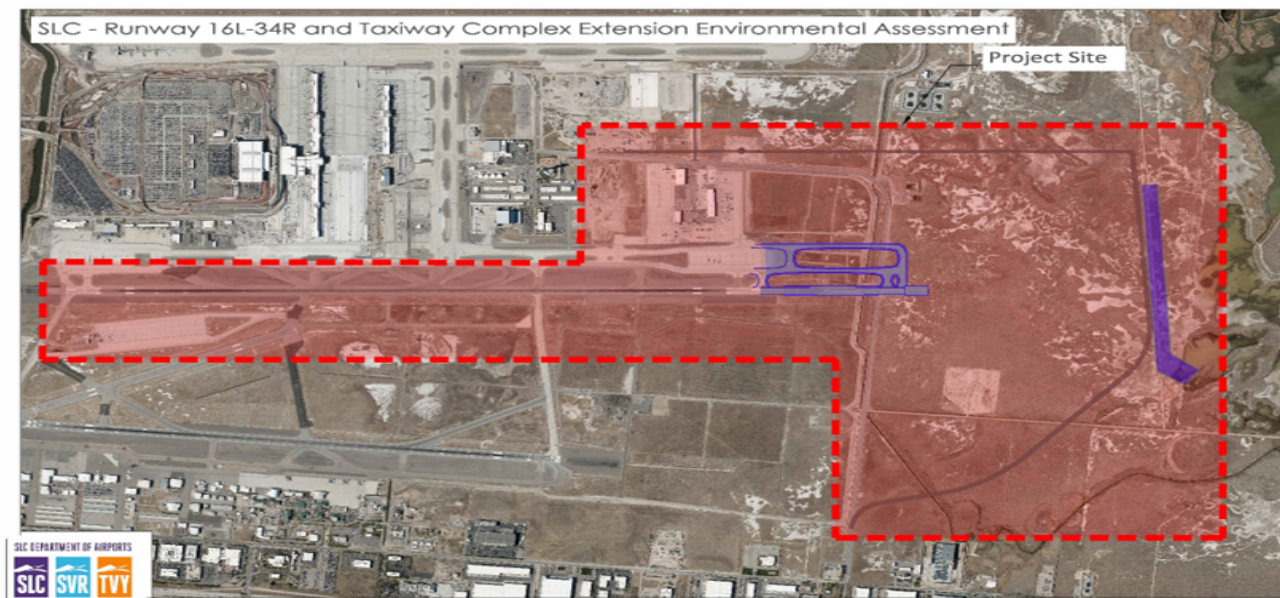 SLC - Runway 16L-34R and Taxiway Complex Extension Environmental Assessment
Project Site
SLC DEPARTMENT OF AIRPORTS
SLC SVR TVY